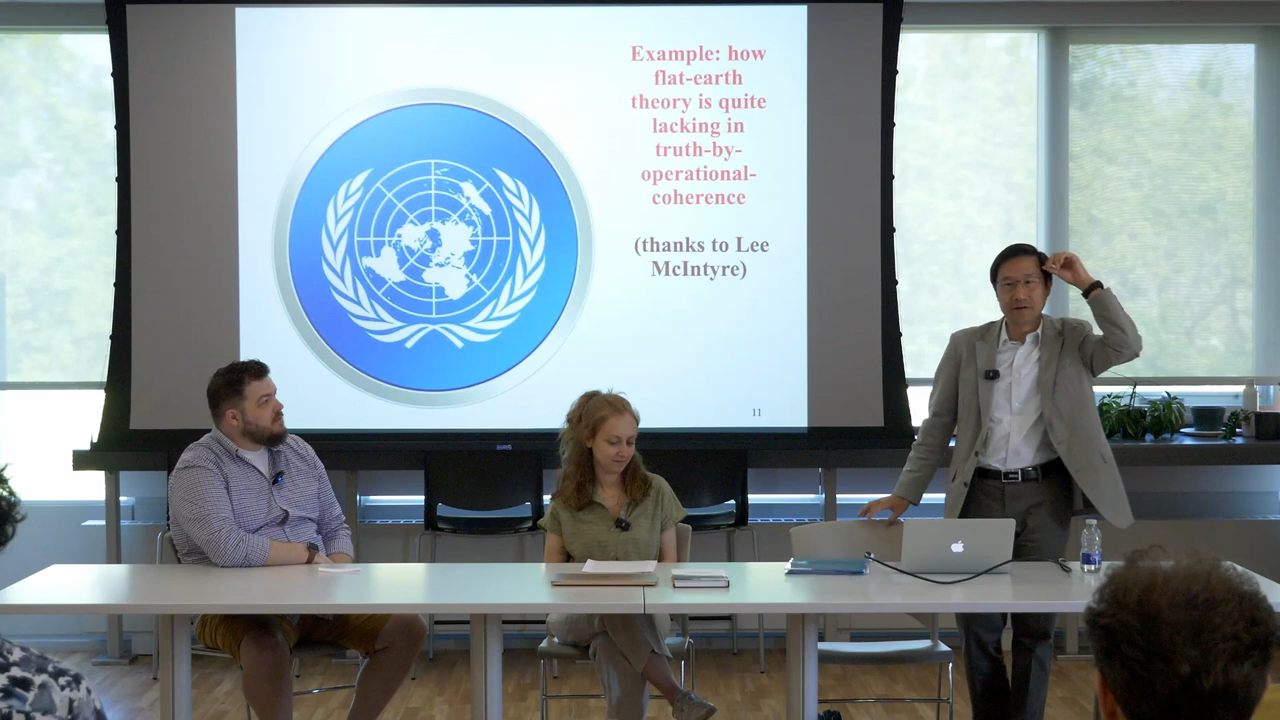 Example: how
flat-earth
theory is quite
lacking in
truth-by-
operational-
coherence
(thanks to Lee
McIntyre)
11